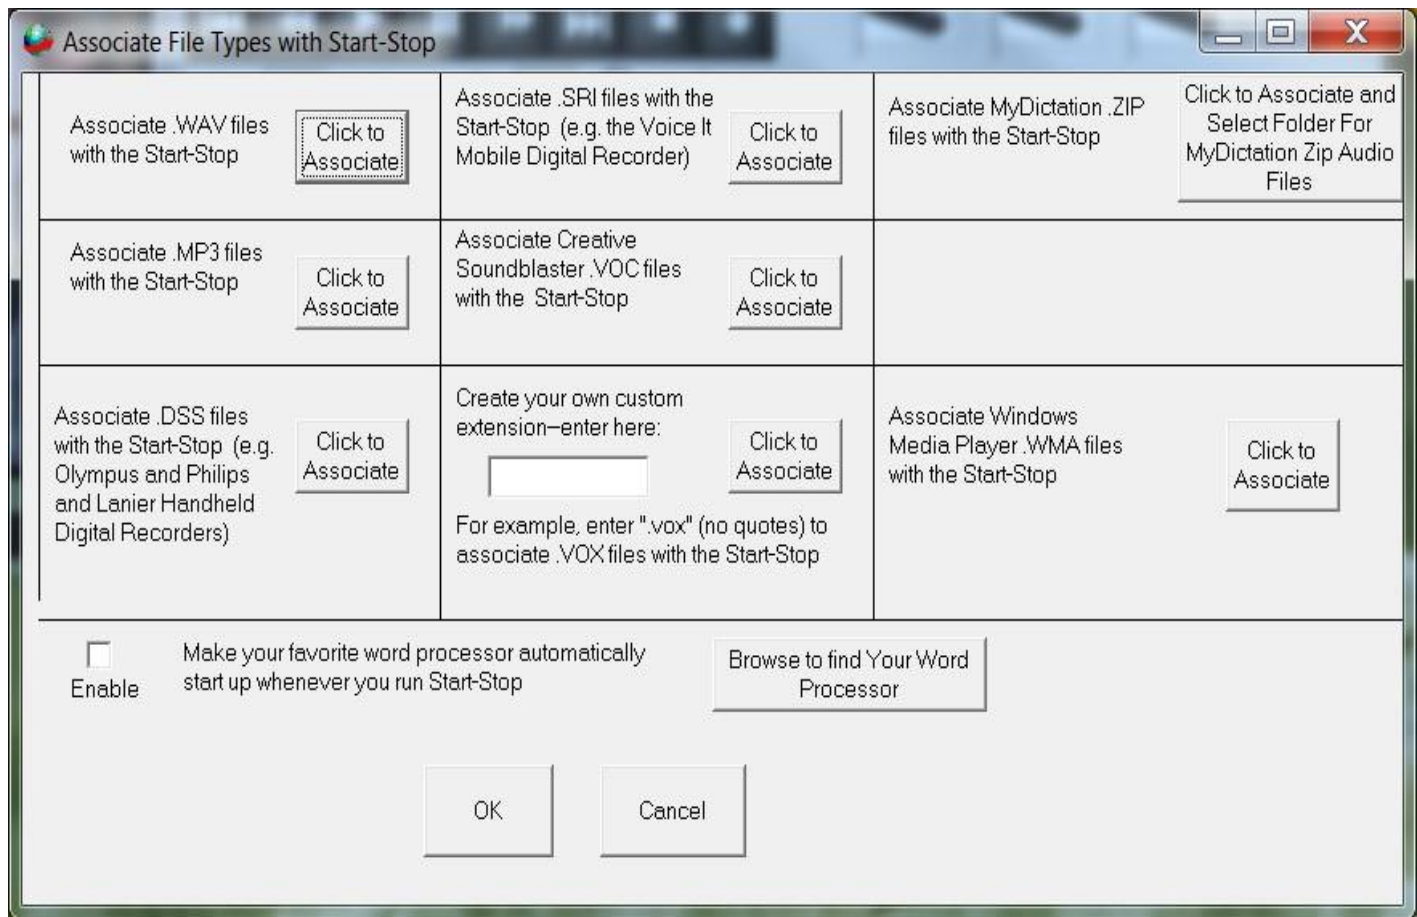 Associate File Types with Start-Stop
X
Associate .WAV files
with the Start-Stop
Click to
Associate
Associate .SRI files with the
Start-Stop (e.g. the Voice It
Mobile Digital Recorder)
Click to
Associate
Associate MyDictation .ZIP
files with the Start-Stop
Click to Associate and
Select Folder For
MyDictation Zip Audio
Files
Associate .MP3 files
with the Start-Stop
Click to
Associate
Associate Creative
Soundblaster .VOC files
with the Start-Stop
Click to
Associate
Associate .DSS files
with the Start-Stop (e.g.
Olympus and Philips
and Lanier Handheld
Digital Recorders)
Click to
Associate
Create your own custom
extension–enter here:
Click to
Associate
For example, enter ".vox" (no quotes) to
associate .VOX files with the Start-Stop
Associate Windows
Media Player .WMA files
with the Start-Stop
Click to
Associate
Enable
Make your favorite word processor automatically
start up whenever you run Start-Stop
Browse to find Your Word
Processor
OK
Cancel